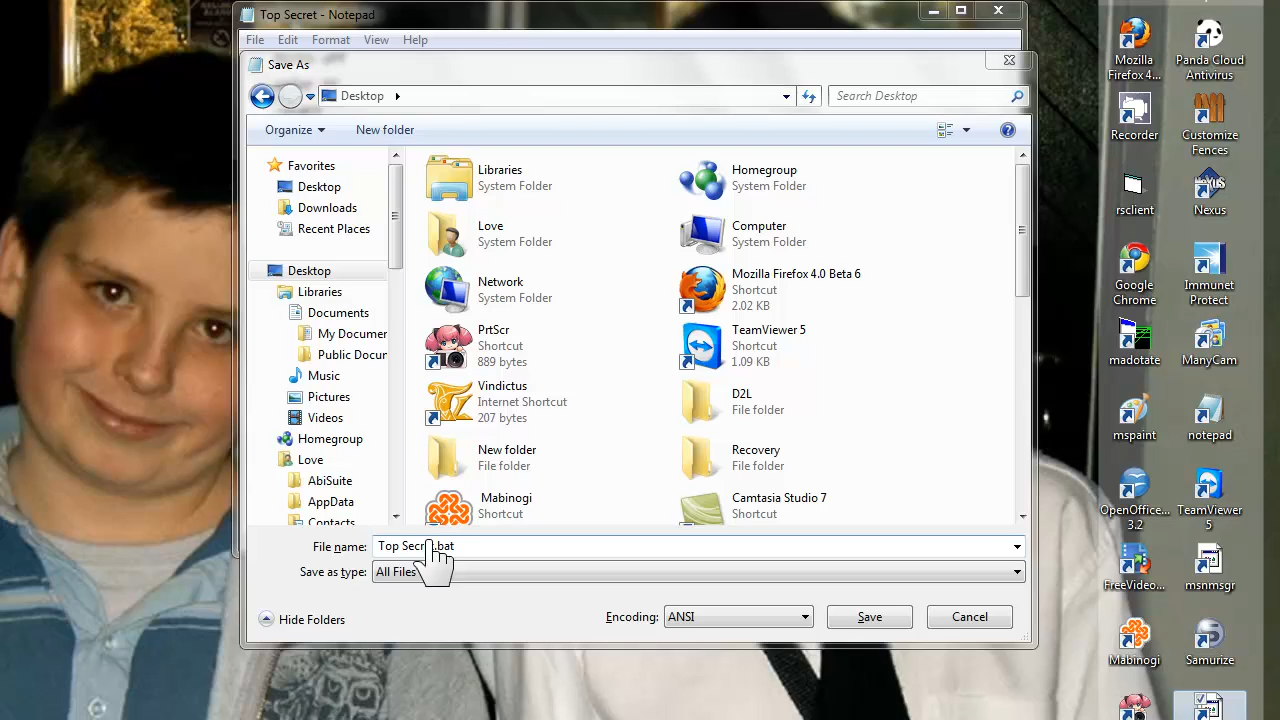 Top Secret - Notepad
File Edit Format View Help
Save As
Desktop
Search Desktop
Organize New folder
Favorites
Desktop
Downloads
Recent Places
Desktop
Libraries
Documents
My Documer
Public Docur
Music
Pictures
Videos
Homegroup
Love
AbiSuite
AppData
Contacts
Libraries
System Folder
Homegroup
System Folder
Love
System Folder
Computer
System Folder
Network
System Folder
Mozilla Firefox 4.0 Beta 6
Shortcut
2.02 KB
PrtScr
Shortcut
889 bytes
TeamViewer 5
Shortcut
1.09 KB
Vindictus
Internet Shortcut
207 bytes
D2L
File folder
New folder
File folder
Recovery
File folder
Mabinogi
Shortcut
Camtasia Studio 7
Shortcut
File name: Top Secret.bat
Save as type: All Files
Hide Folders
Encoding: ANSI Save Cancel
Mozilla
Firefox 4...
Panda Cloud
Antivirus
Recorder
Customize
Fences
rsclient
Nexus
Google
Chrome
Immunet
Protect
madotate
ManyCam
mspaint
notepad
OpenOffice....
3.2
TeamViewer
5
FreeVideo...
msnmsgr
Mabinogi
Samurize